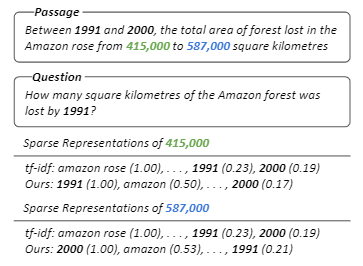 Passage
Between 1991 and 2000, the total area of forest lost in the
Amazon rose from 415,000 to 587,000 square kilometres
Question
How many square kilometres of the Amazon forest was
lost by 1991?
Sparse Representations of 415,000
tf-idf: amazon rose (1.00), . . . , 1991 (0.23), 2000 (0.19)
Ours: 1991 (1.00), amazon (0.50), . . . , 2000 (0.17)
Sparse Representations of 587,000
tf-idf: amazon rose (1.00), . . . , 1991 (0.23), 2000 (0.19)
Ours: 2000 (1.00), amazon (0.53), . . . , 1991 (0.21)